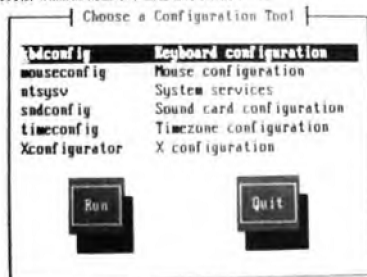 Choose a Configuration Tool
kbdconfig Keyboard configuration
mouseconfig Mouse configuration
ntsysv System services
sndconfig Sound card configuration
timeconfig Timezone configuration
Xconfigurator X configuration
Run Quit